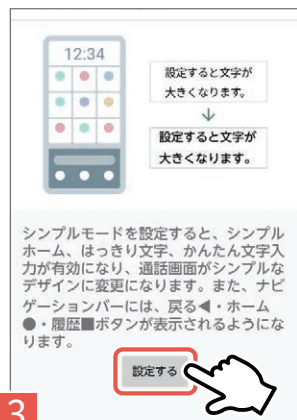 12:34
設定すると文字が
大きくなります。
設定すると文字が
大きくなります。
シンプルモードを設定すると、シンプル
ホーム、はっきり文字、かんたん文字入
力が有効になり、通話画面がシンプルな
デザインに変更になります。また、ナビ
ゲーションバーには、戻る◀・ホーム
●・履歴■ボタンが表示されるようにな
ります。
設定する
3